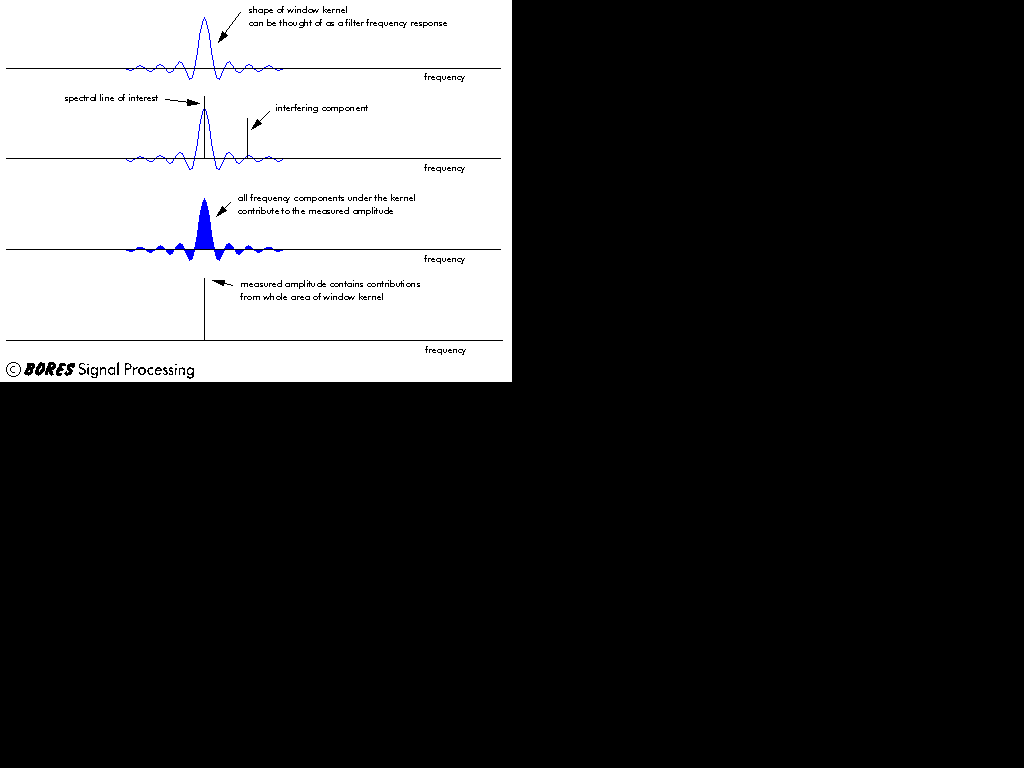 shape of window kernel
can be thought of as a filter frequency response
frequency
spectral line of interest
interfering component
frequency
all frequency components under the kernel
contribute to the measured amplitude
frequency
measured amplitude contains contributions
from whole area of window kernel
frequency
© BORES Signal Processing